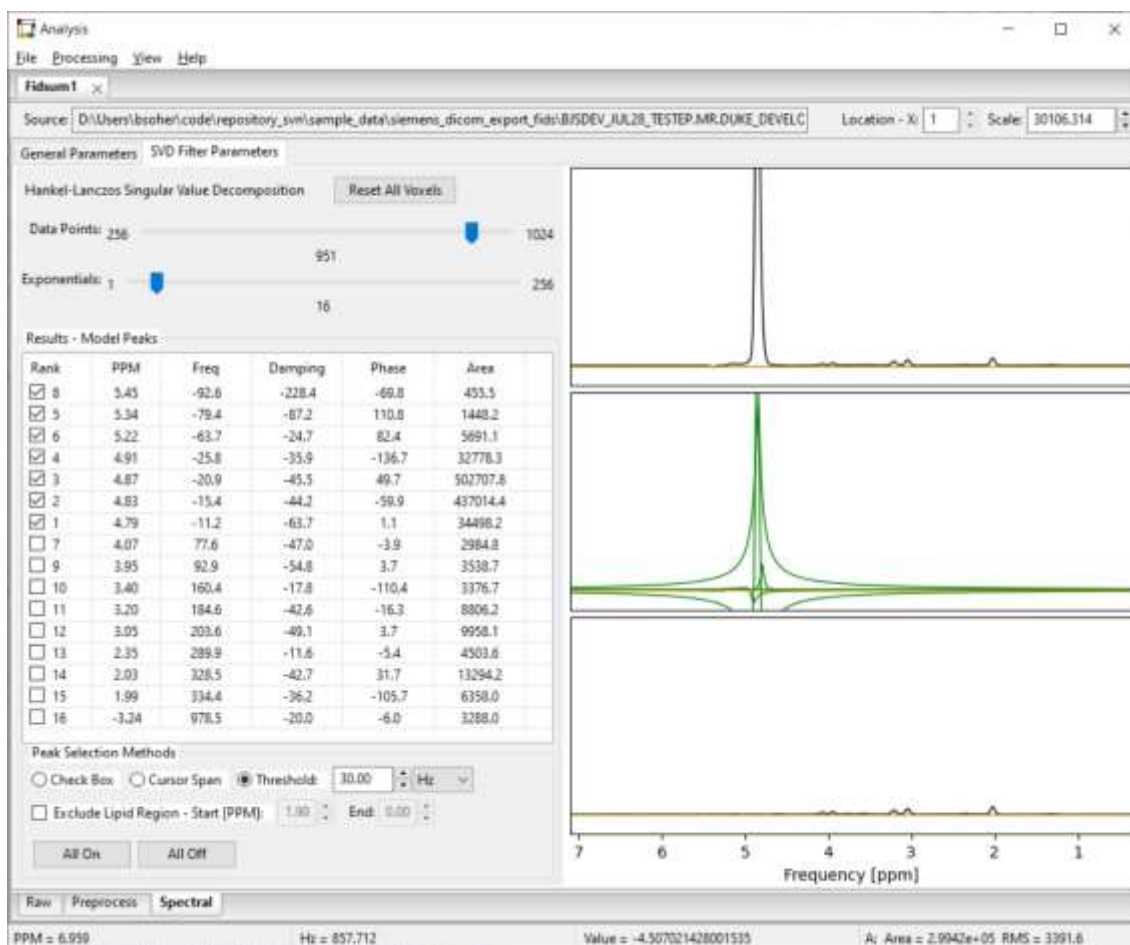 Analysis
File Processing View Help
Fidsum1
Source: D:\Users\bsoher\code\repository_svn\sample_data\siemens_dicom_export_fids\BJSDEV_JUL28_TESTEP.MR.DUKE_DEVELC Location - X: 1 Scale: 30106.314
General Parameters SVD Filter Parameters
Hankel-Lanczos Singular Value Decomposition Reset All Voxels
Data Points: 256 1024
951
Exponentials: 1 256
16
Results - Model Peaks
Rank PPM Freq Damping Phase Area
8 5.45 -92.6 -228.4 -69.8 455.5
5 5.34 -79.4 -87.2 110.8 1448.2
6 5.22 -63.7 -24.7 82.4 5691.1
4 4.91 -25.8 -35.9 -136.7 32778.3
3 4.87 -20.9 -45.5 49.7 502707.8
2 4.83 -15.4 -44.2 -59.9 437014.4
1 4.79 -11.2 -63.7 1.1 34498.2
7 4.07 77.6 -47.0 -3.9 2984.8
9 3.95 92.9 -54.8 3.7 3538.7
10 3.40 160.4 -17.8 -110.4 3376.7
11 3.20 184.6 -42.6 -16.3 8806.2
12 3.05 203.6 -49.1 3.7 9958.1
13 2.35 289.9 -11.6 -5.4 4503.6
14 2.03 328.5 -42.7 31.7 13294.2
15 1.99 334.4 -36.2 -105.7 6358.0
16 -3.24 978.5 -20.0 -6.0 3288.0
Peak Selection Methods
Check Box Cursor Span Threshold: 30.00 Hz
Exclude Lipid Region - Start [PPM]: 1.90 End: 0.00
All On All Off
7 6 5 4 3 2 1
Frequency [ppm]
Raw Preprocess Spectral
PPM = 6.959 Hz = 857.712 Value = -4.507021428001535 A: Area = 2.9942e+05 RMS = 3391.6